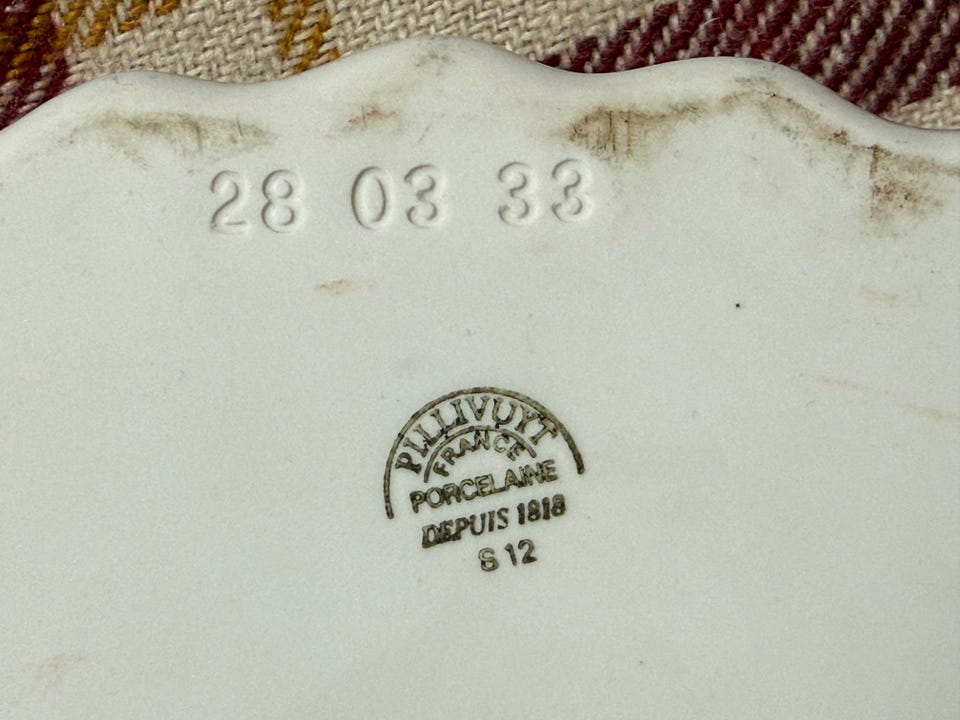 28 03 33
PILLIVUYT
FRANCE
PORCELAINE
DEPUIS 1818
S 12